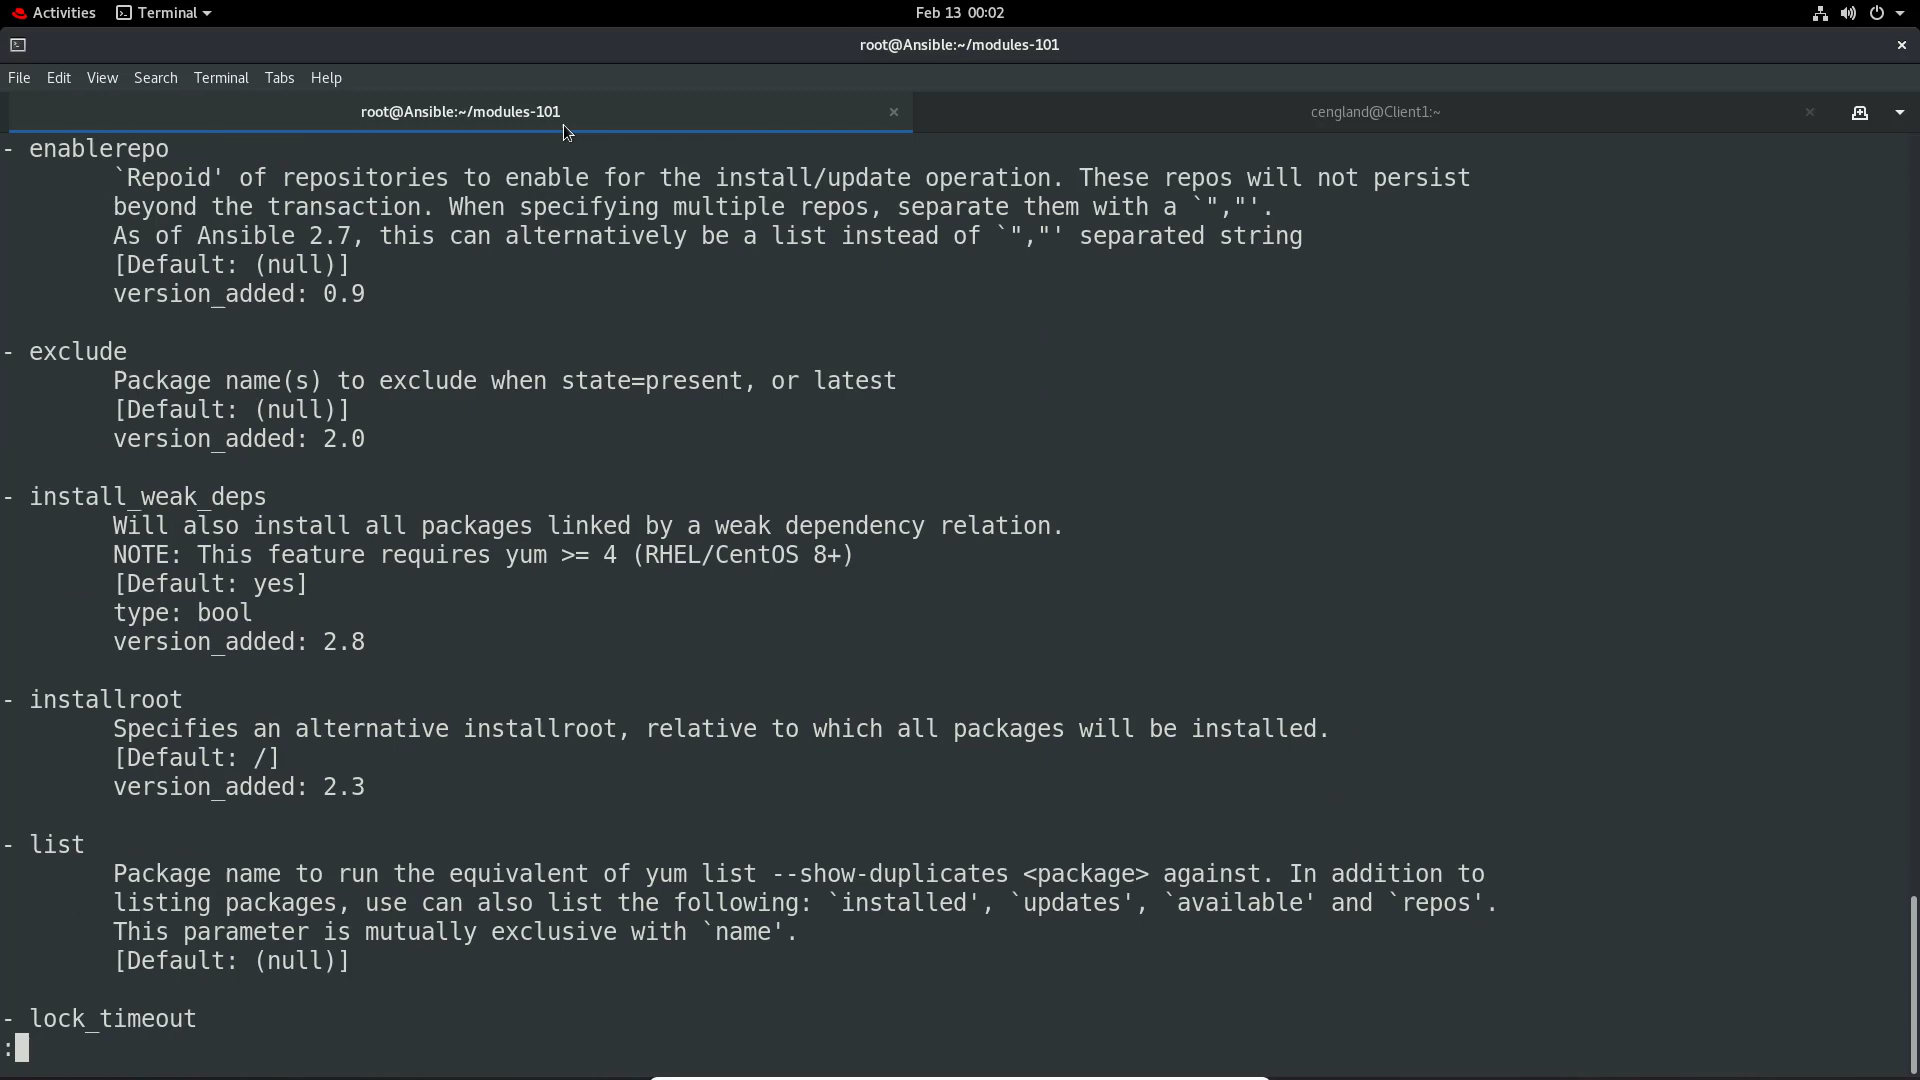 Activities
Terminal
Feb 13 00:02
root@Ansible:~/modules-101
File Edit View Search Terminal Tabs Help
root@Ansible:~/modules-101
cengland@Client1:~
- enablerepo
`Repoid' of repositories to enable for the install/update operation. These repos will not persist
beyond the transaction. When specifying multiple repos, separate them with a `","'.
As of Ansible 2.7, this can alternatively be a list instead of `","' separated string
[Default: (null)]
version_added: 0.9
- exclude
Package name(s) to exclude when state=present, or latest
[Default: (null)]
version_added: 2.0
- install_weak_deps
Will also install all packages linked by a weak dependency relation.
NOTE: This feature requires yum >= 4 (RHEL/CentOS 8+)
[Default: yes]
type: bool
version_added: 2.8
- installroot
Specifies an alternative installroot, relative to which all packages will be installed.
[Default: /]
version_added: 2.3
- list
Package name to run the equivalent of yum list --show-duplicates <package> against. In addition to
listing packages, use can also list the following: `installed', `updates', `available' and `repos'.
This parameter is mutually exclusive with `name'.
[Default: (null)]
- lock_timeout
: